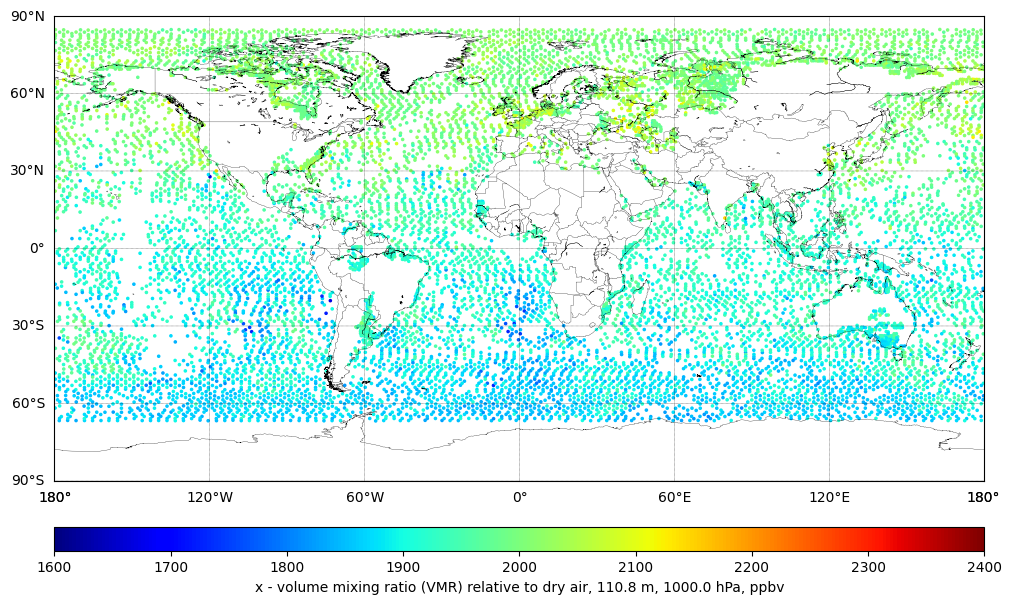 90°N
60°N
30°N
0°
30°S
60°S
90°S
180° 120°W 60°W 0° 60°E 120°E 180°
1600 1700 1800 1900 2000 2100 2200 2300 2400
x - volume mixing ratio (VMR) relative to dry air, 110.8 m, 1000.0 hPa, ppbv